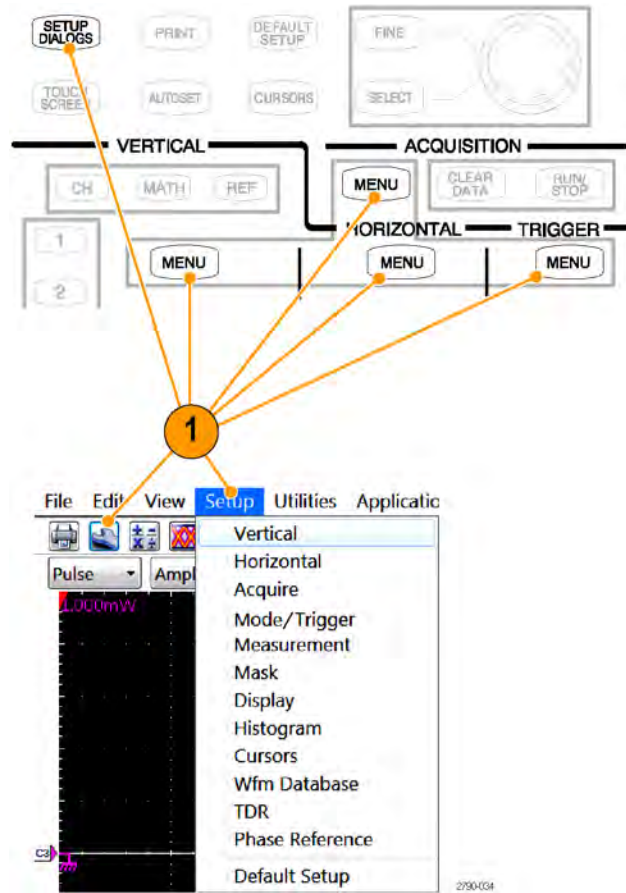 SETUP DIALOGS
PRINT
DEFAULT SETUP
FINE
TOUCH SCREEN
AUTOSET
CURSORS
SELECT
VERTICAL
ACQUISITION
CH
MATH
REF
MENU
CLEAR DATA
RUN/ STOP
HORIZONTAL
TRIGGER
1
2
MENU
MENU
MENU
1
File Edit View Setup Utilities Applicatic
Pulse
Ampl
1.000mW
Vertical
Horizontal
Acquire
Mode/Trigger
Measurement
Mask
Display
Histogram
Cursors
Wfm Database
TDR
Phase Reference
Default Setup
C3
2790-034